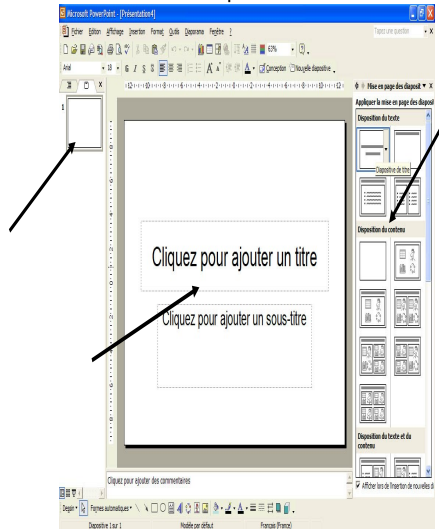 Microsoft PowerPoint - [Présentation4]
Fichier Edition Affichage Insertion Format Outils Diaporama Fenêtre ?
Tapez une question
63%
Arial 18 G I S S Conception Nouvelle diapositive
Mise en page des diaposit
Appliquer la mise en page des diaposit
Disposition du texte
1
Diapositive de titre
Disposition du contenu
Cliquez pour ajouter un titre
Cliquez pour ajouter un sous-titre
Disposition du texte et du
contenu
Cliquez pour ajouter des commentaires
Afficher lors de l'insertion de nouvelles di
Dessin Formes automatiques
Diapositive 1 sur 1 Modèle par défaut Français (France)